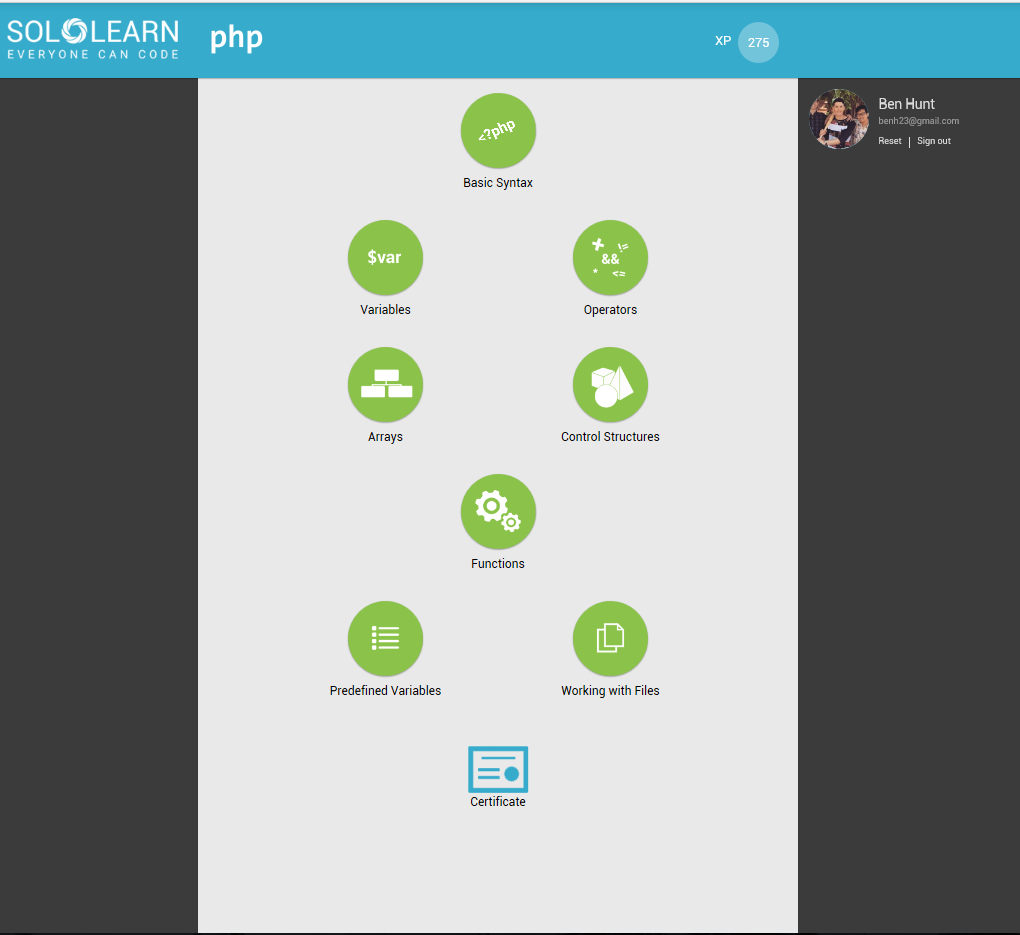 SOLOLEARN
EVERYONE CAN CODE
php
XP 275
Ben Hunt
benh23@gmail.com
Reset | Sign out
<?php
Basic Syntax
$var
Variables
+ != && * <=
Operators
Arrays
Control Structures
Functions
Predefined Variables
Working with Files
Certificate